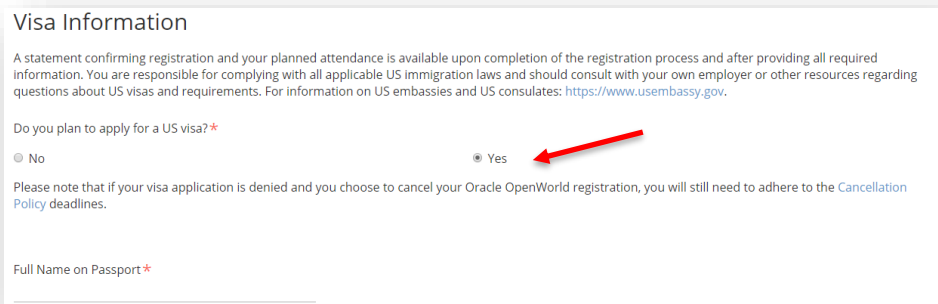 Visa Information
A statement confirming registration and your planned attendance is available upon completion of the registration process and after providing all required
information. You are responsible for complying with all applicable US immigration laws and should consult with your own employer or other resources regarding
questions about US visas and requirements. For information on US embassies and US consulates: https://www.usembassy.gov.
Do you plan to apply for a US visa?*
No
Yes
Please note that if your visa application is denied and you choose to cancel your Oracle OpenWorld registration, you will still need to adhere to the Cancellation
Policy deadlines.
Full Name on Passport*